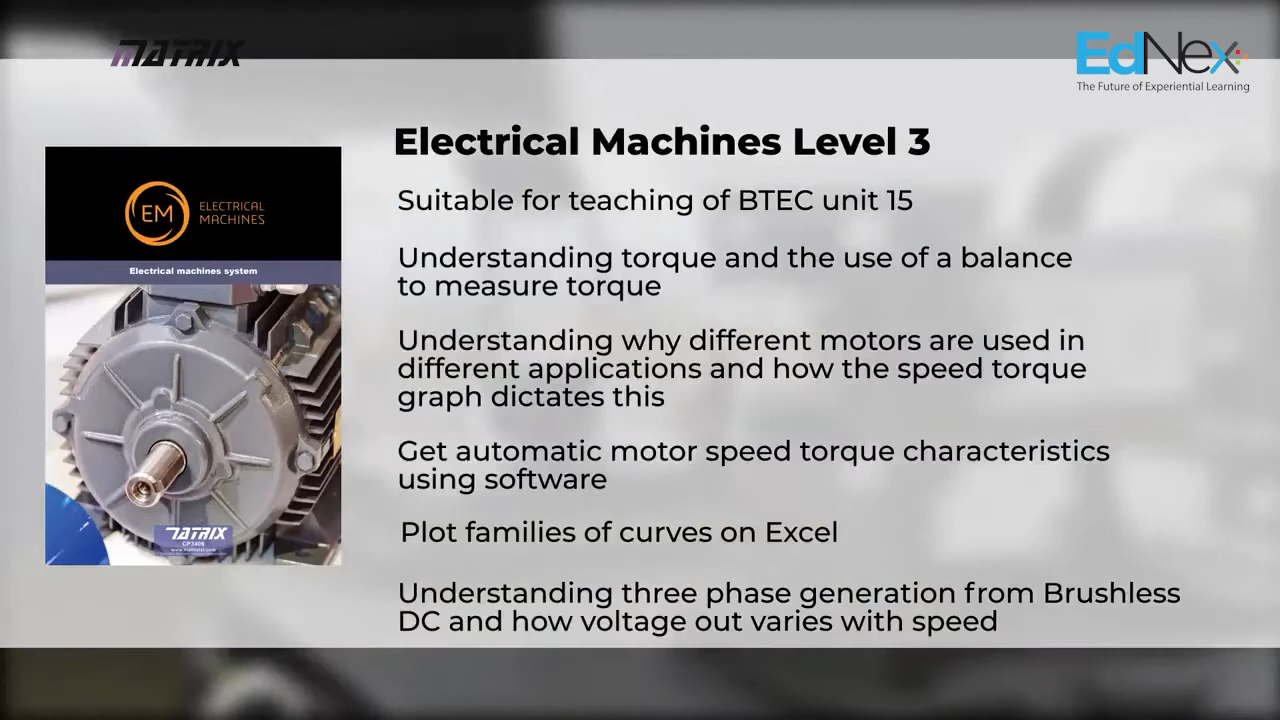 MATRIX
EdNex
The Future of Experiential Learning
Electrical Machines Level 3
Suitable for teaching of BTEC unit 15
Understanding torque and the use of a balance
to measure torque
Understanding why different motors are used in
different applications and how the speed torque
graph dictates this
Get automatic motor speed torque characteristics
using software
Plot families of curves on Excel
Understanding three phase generation from Brushless
DC and how voltage out varies with speed
EM
ELECTRICAL
MACHINES
Electrical machines system
MATRIX
CP3406